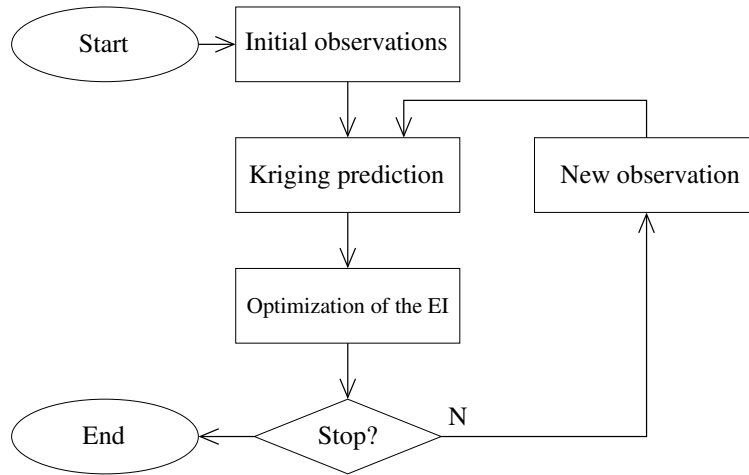 Start
Initial observations
Kriging prediction
New observation
Optimization of the EI
End
Stop?
N